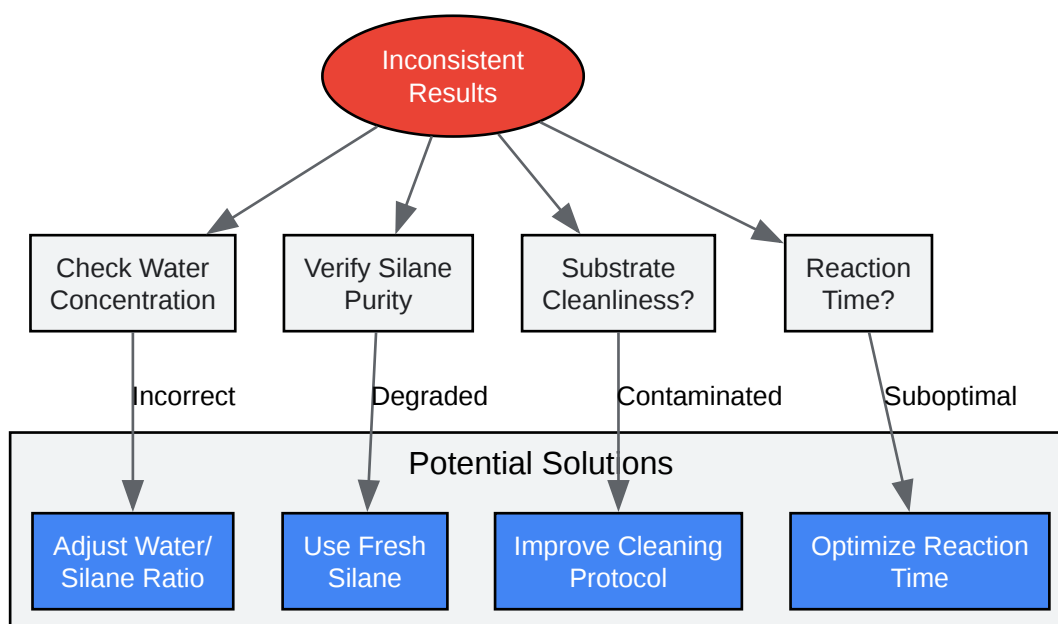 Inconsistent
Results
Check Water
Concentration
Verify Silane
Purity
Substrate
Cleanliness?
Reaction
Time?
Incorrect
Degraded
Contaminated
Suboptimal
Potential Solutions
Adjust Water/
Silane Ratio
Use Fresh
Silane
Improve Cleaning
Protocol
Optimize Reaction
Time